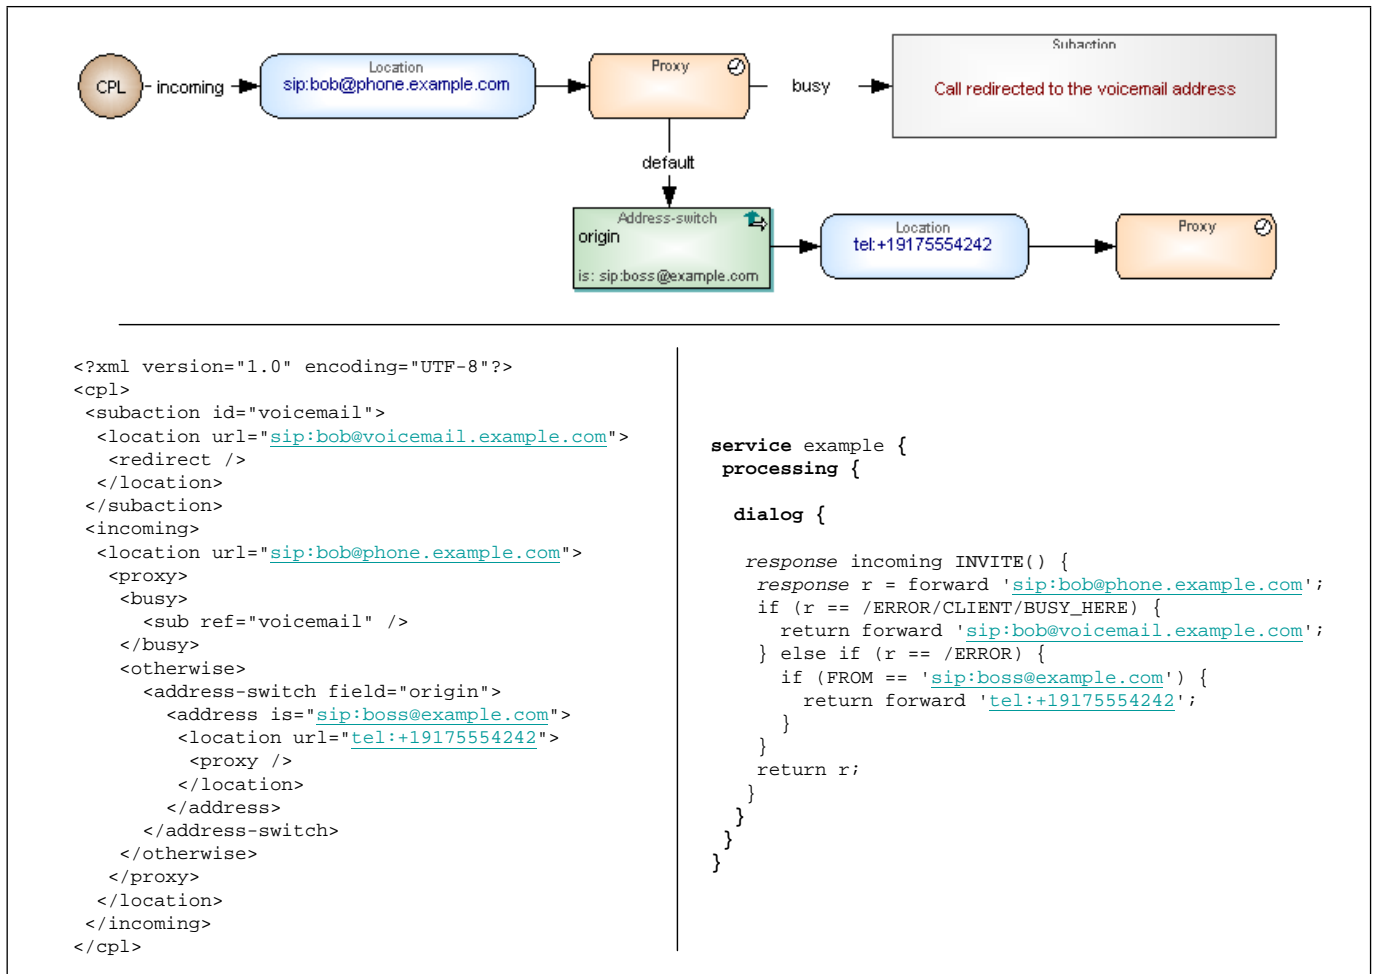 CPL
incoming
Location
sip:bob@phone.example.com
Proxy
busy
Subaction
Call redirected to the voicemail address
default
Address-switch
origin
is: sip:boss@example.com
Location
tel:+19175554242
Proxy
<?xml version="1.0" encoding="UTF-8"?>
<cpl>
<subaction id="voicemail">
<location url="sip:bob@voicemail.example.com">
<redirect />
</location>
</subaction>
<incoming>
<location url="sip:bob@phone.example.com">
<proxy>
<busy>
<sub ref="voicemail" />
</busy>
<otherwise>
<address-switch field="origin">
<address is="sip:boss@example.com">
<location url="tel:+19175554242">
<proxy />
</location>
</address>
</address-switch>
</otherwise>
</proxy>
</location>
</incoming>
</cpl>
service example {
processing {
dialog {
response incoming INVITE() {
response r = forward 'sip:bob@phone.example.com';
if (r == /ERROR/CLIENT/BUSY_HERE) {
return forward 'sip:bob@voicemail.example.com';
} else if (r == /ERROR) {
if (FROM == 'sip:boss@example.com') {
return forward 'tel:+19175554242';
}
}
return r;
}
}
}
}